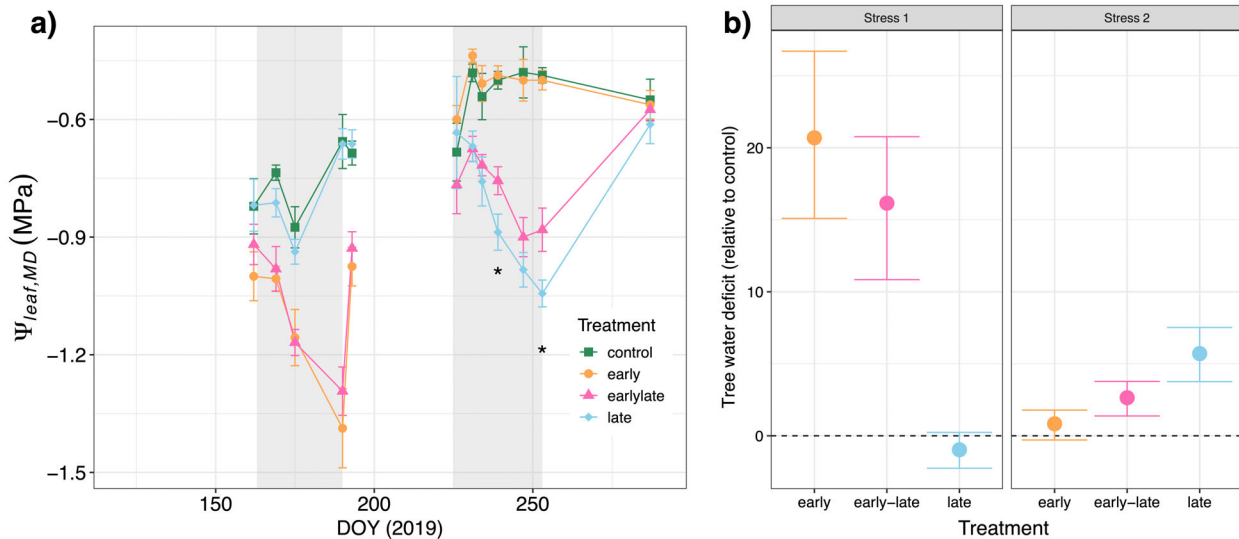 a)
Ψleaf,MD (MPa)
−0.6
−0.9
−1.2
−1.5
150
200
250
DOY (2019)
*
*
Treatment
control
early
earlylate
late
b)
Stress 1
Stress 2
Tree water deficit (relative to control)
20
10
0
early
early−late
late
early
early−late
late
Treatment